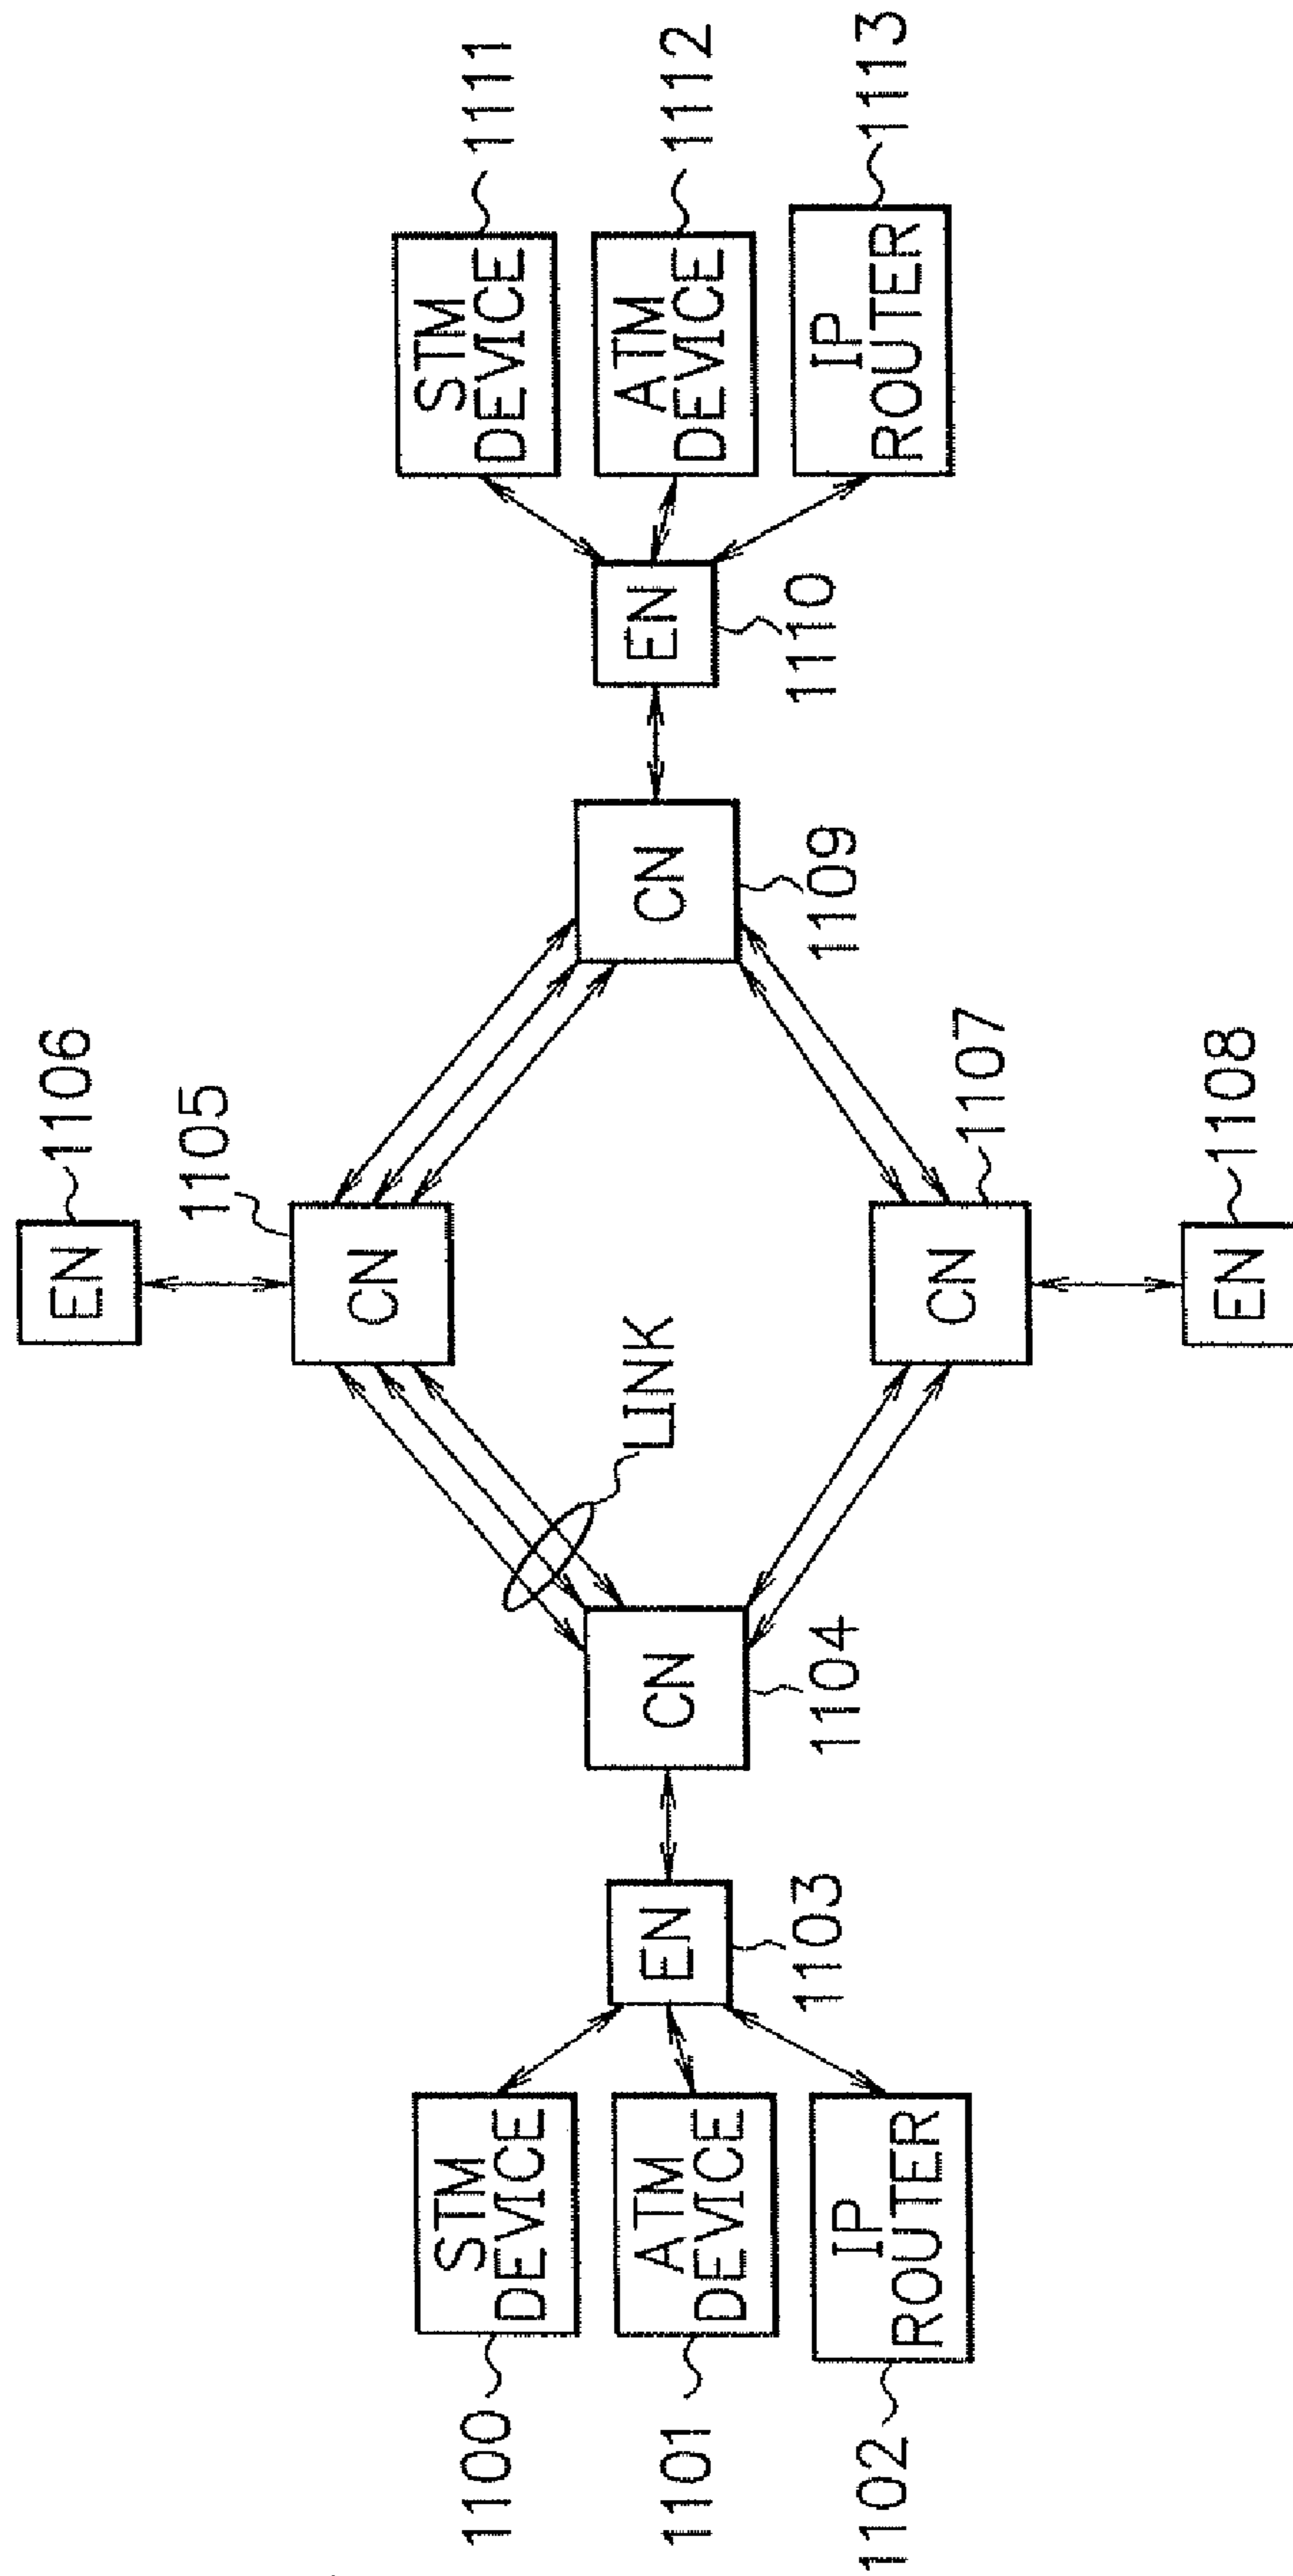 EN
1106
1105
CN
STM
DEVICE
1111
1100
STM
DEVICE
LINK
1101
ATM
DEVICE
EN
1103
CN
1104
CN
1109
EN
1110
ATM
DEVICE
1112
1102
IP
ROUTER
CN
1107
IP
ROUTER
1113
EN
1108